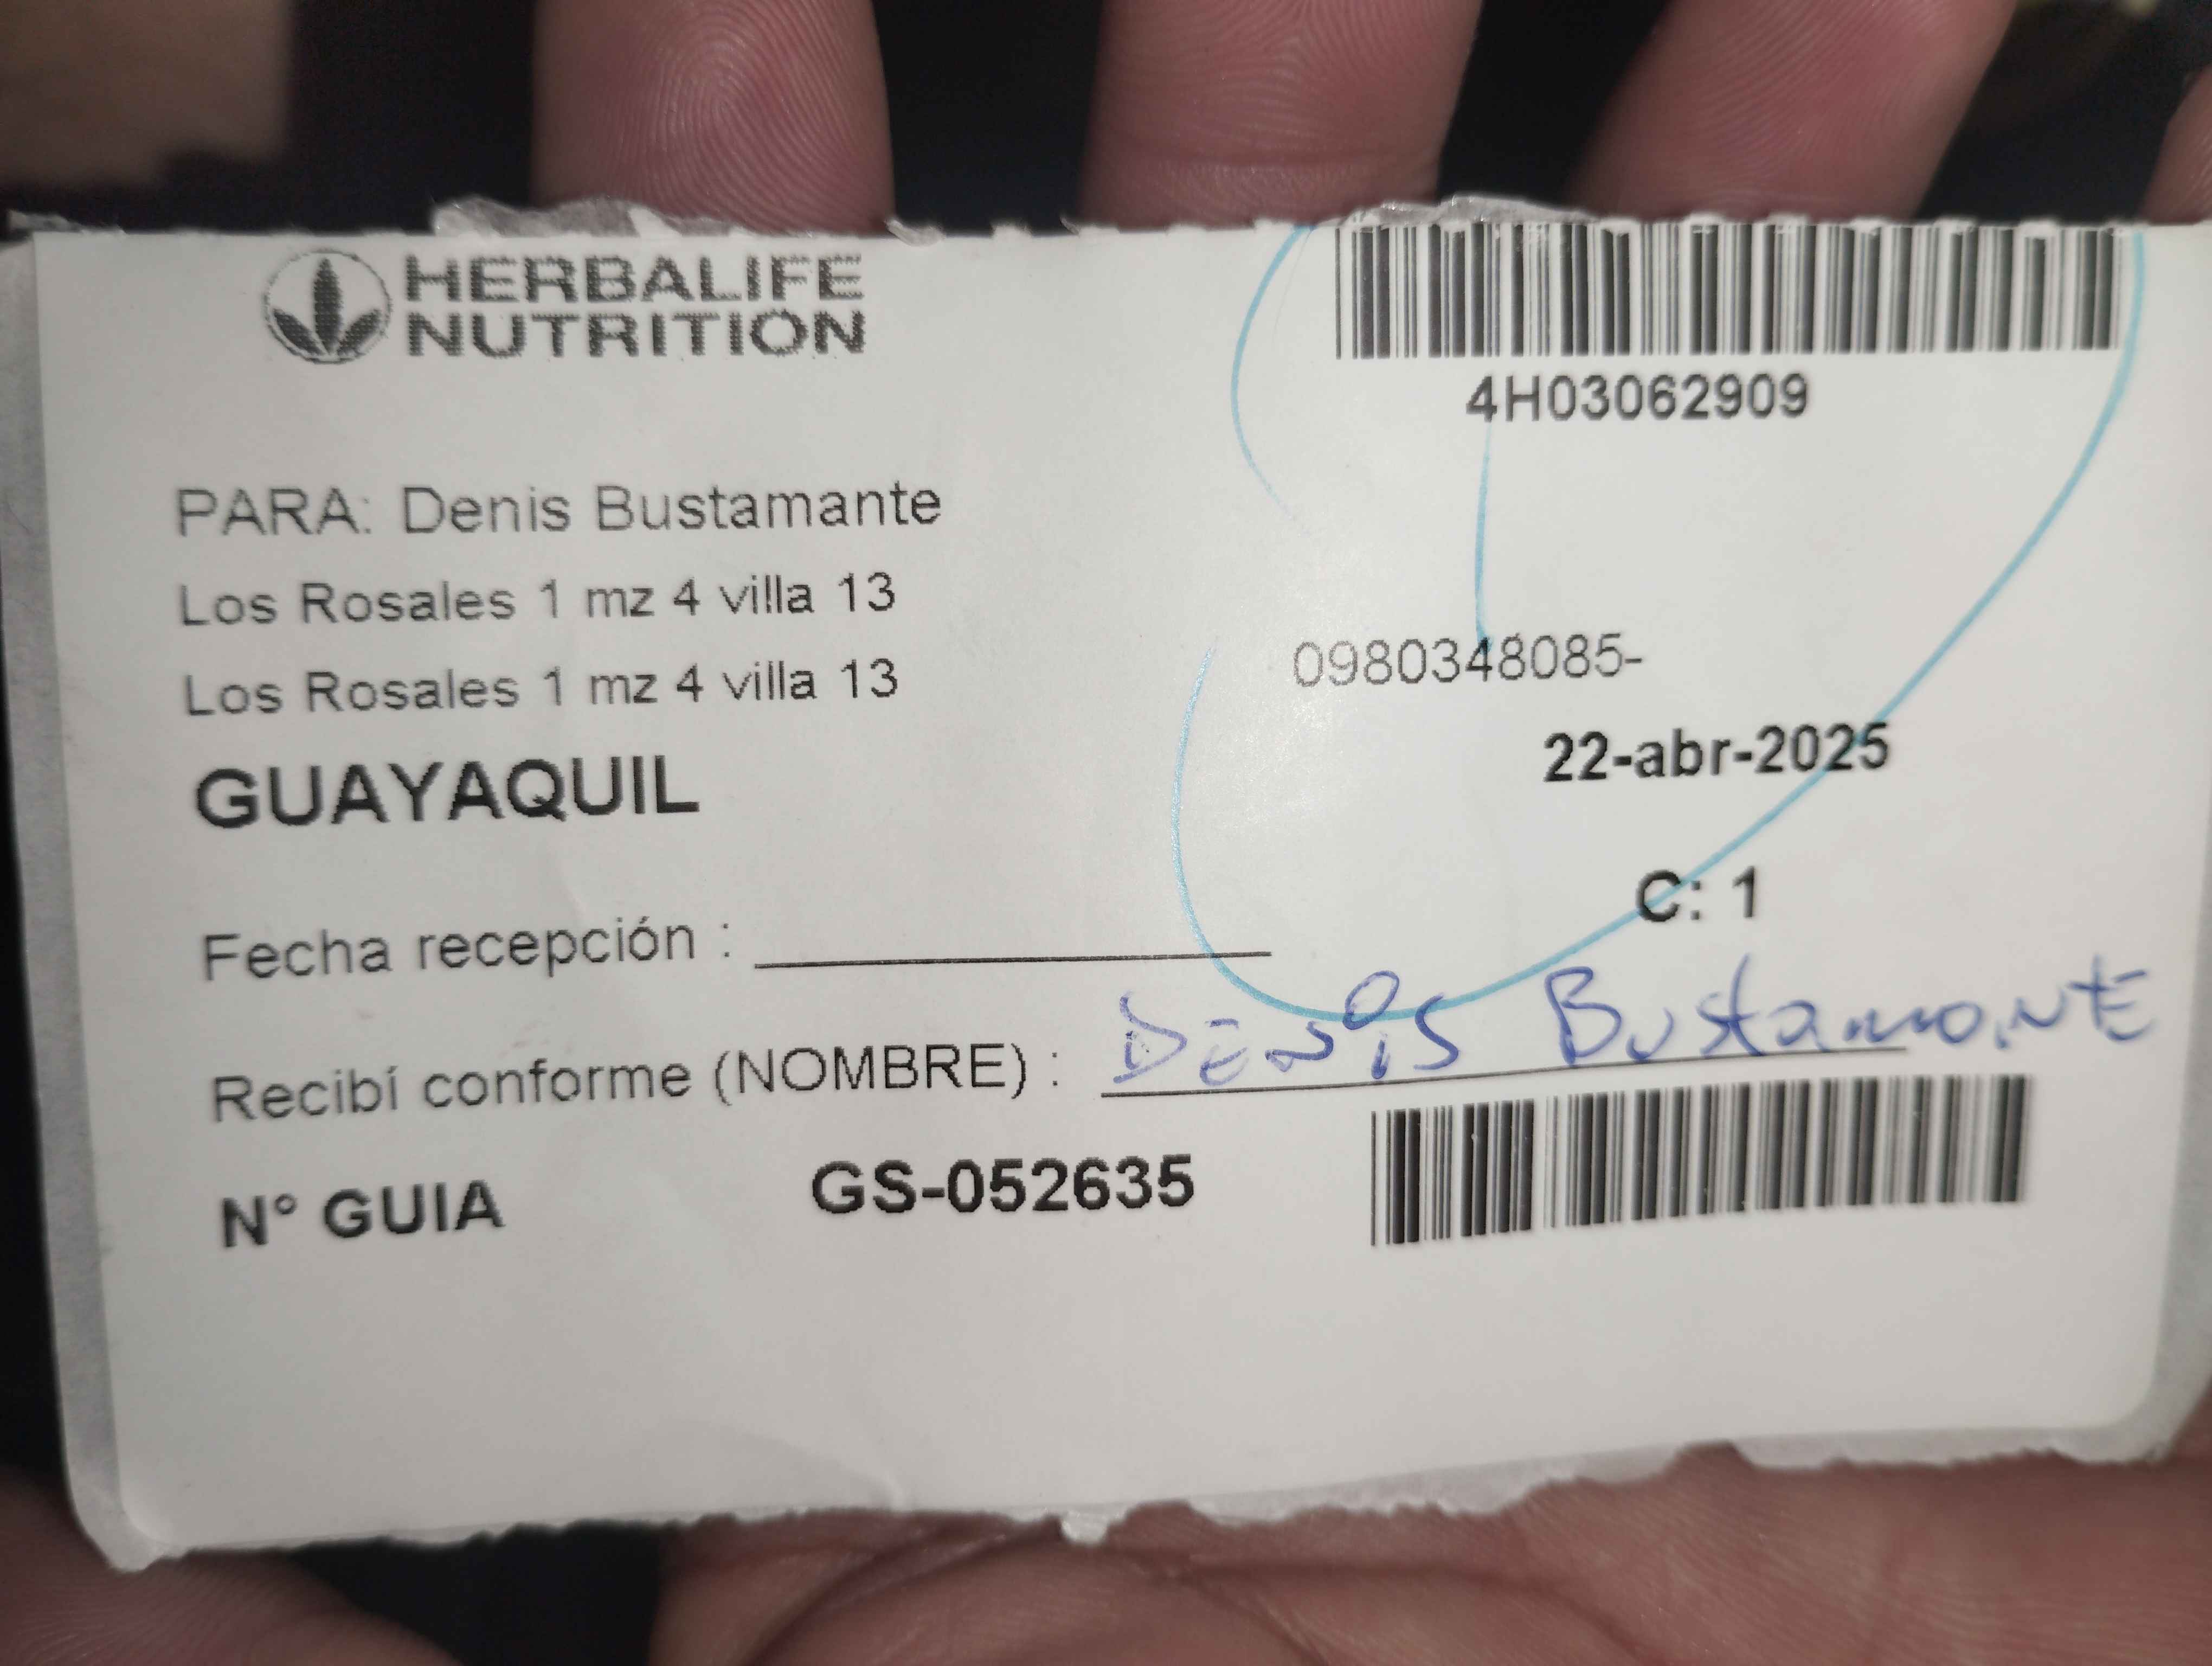 HERBALIFE
NUTRITION
4H03062909
PARA: Denis Bustamante
Los Rosales 1 mz 4 villa 13
Los Rosales 1 mz 4 villa 13
0980348085-
GUAYAQUIL
22-abr-2025
C: 1
Fecha recepción :
Recibí conforme (NOMBRE) : DENiS BustamaNtE
N° GUIA GS-052635